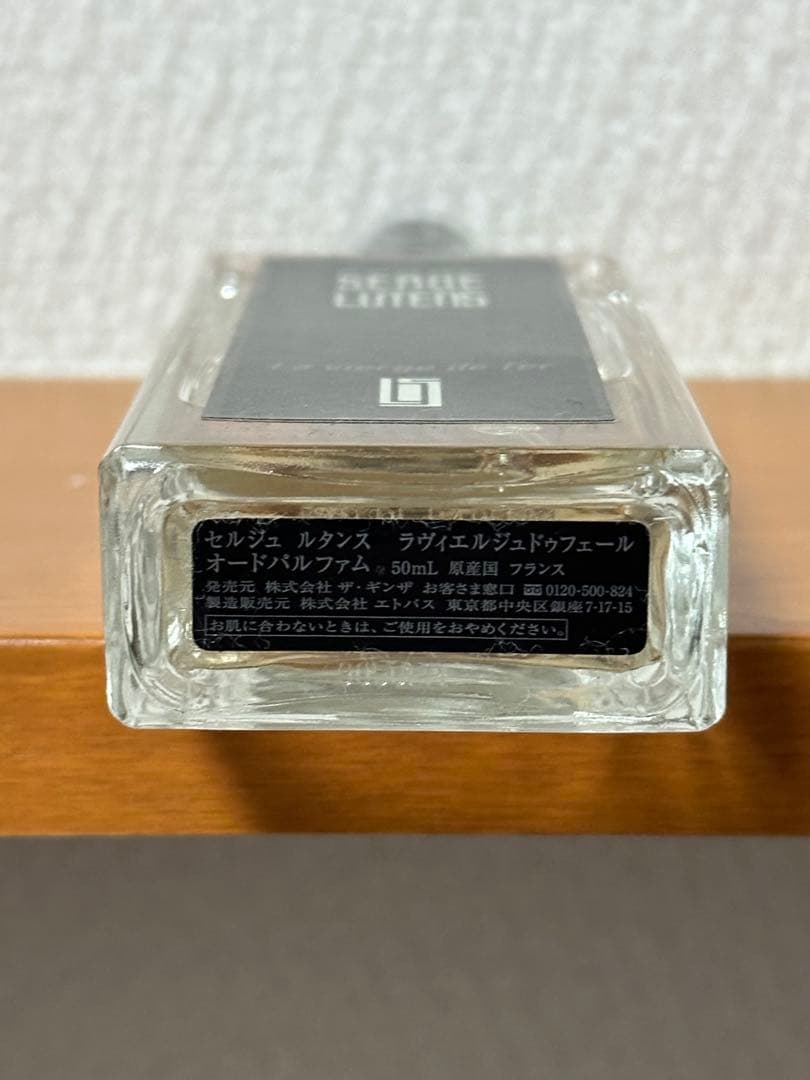 SERGE
LUTENS
La vierge de fer
セルジュ ルタンス ラヴィエルジュドゥフェール
オードパルファム 50mL 原産国 フランス
発売元 株式会社 ザ・ギンザ お客さま窓口 0120-500-824
製造販売元 株式会社 エトバス 東京都中央区銀座7-17-15
お肌に合わないときは、ご使用をおやめください。